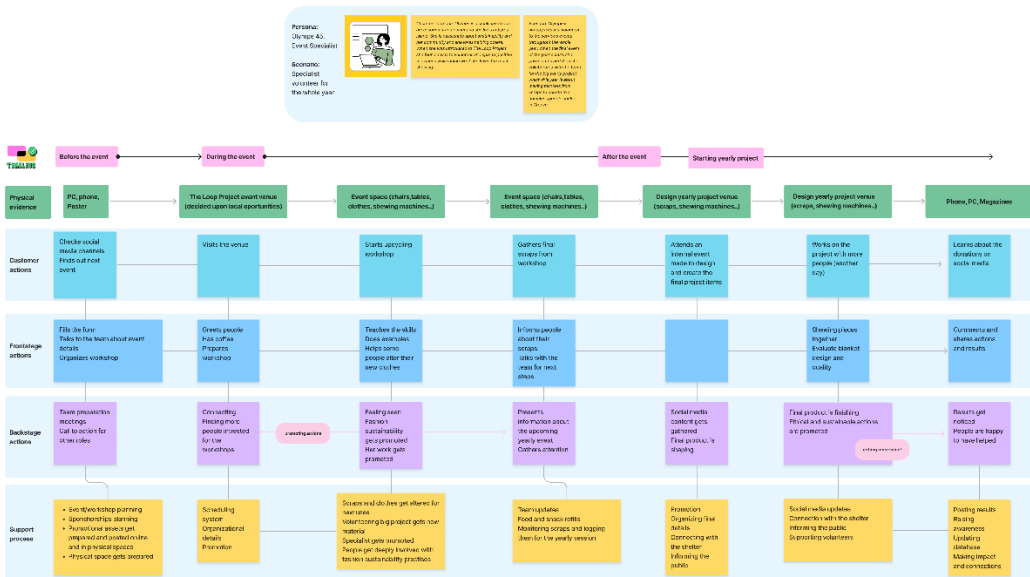 Persona:
Olympe 45,
Event Specialist
Scenario:
Specialist
volunteer for
the whole year
Before the event
During the event
After the event
Starting yearly project
Physical
evidence
PC, phone,
Poster
The Loop Project event venue
(decided upon local oportunities)
Event space (chairs,tables,
clothes, shewing machines...)
Event space (chairs,tables,
clothes, shewing machines...)
Design yearly project venue
(scraps, shewing machines...)
Design yearly project venue
(scraps, shewing machines...)
Phone, PC, Megazines
Customer
actions
Checks social
media channels
Finds out next
event
Visits the venue
Starts upcycling
workshop
Gathers final
scraps from
workshop
Attends an
internal event
made to design
and create the
final project items
Works on the
project with more
people (another
day)
Learns about the
donations on
social media
Frontstage
actions
Fills the form
Talks to the team about event
details
Organizes workshop
Greets people
Has coffee
Prepares
workshop
Teaches the skills
Does examples
Helps some
people alter their
new clothes
Informs people
about their
scraps
Talks with the
team for next
steps
Shewing pieces
together
Evaluate blanket
design and
quality
Comments and
shares actions
and results
Backstage
actions
Team preparation
meetings
Call to action for
other roles
Connecting
Finding more
people intrested
for the
workshops
promoting actions
Feeling seen
Fashion
sustainability
gets promoted
Her work gets
promoted
Presents
information about
the upcoming
yearly event
Gathers attention
Social media
content gets
gathered
Final product is
shaping
Final product is finishing
Ethical and sustainable actions
are promoted
Results get
noticed
People are happy
to have helped
Support
process
Event/workshop planning
Sponshorships planning
Promotional assets get
prepared and posted online
and in physical spaces
Physical space gets prepared
Scheduling
system
Organizational
details
Promotion
Scraps and clothes get altered for
new uses
Volunteering big project gets new
material
Specialist gets promoted
People get deeply involved with
fashion sustainability practises
Team updates
Food and snack refills
Monitoring scraps and logging
them for the yearly session
Promotion
Organizing final
details
Connecting with
the shelter
Informing the
public
Social media updates
Connection with the shelter
Informing the public
Supporting volunteers
Posting results
Raising
awareness
Updating
database
Making impact
and connections